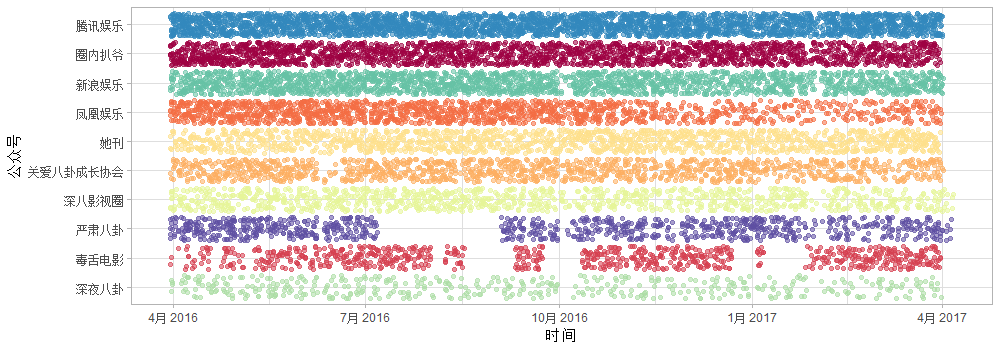 腾讯娱乐
圈内扒爷
新浪娱乐
凤凰娱乐
她刊
关爱八卦成长协会
深八影视圈
严肃八卦
毒舌电影
深夜八卦
公众号
4月 2016
7月 2016
10月 2016
1月 2017
4月 2017
时间